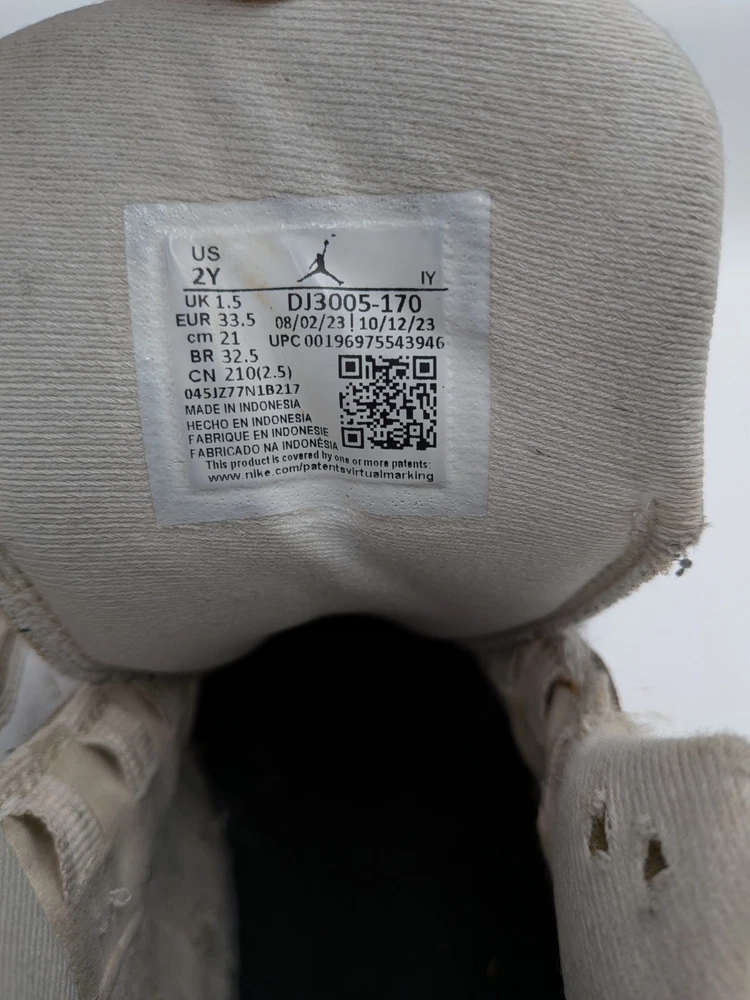 US
2Y
IY
UK 1.5
DJ3005-170
EUR 33.5
08/02/23 | 10/12/23
cm 21
UPC 00196975543946
BR 32.5
CN 210(2.5)
045JZ77N1B217
MADE IN INDONESIA
HECHO EN INDONESIA
FABRIQUE EN INDONESIE
FABRICADO NA INDONÉSIA
This product is covered by one or more patents:
www.nike.com/patentsvirtualmarking